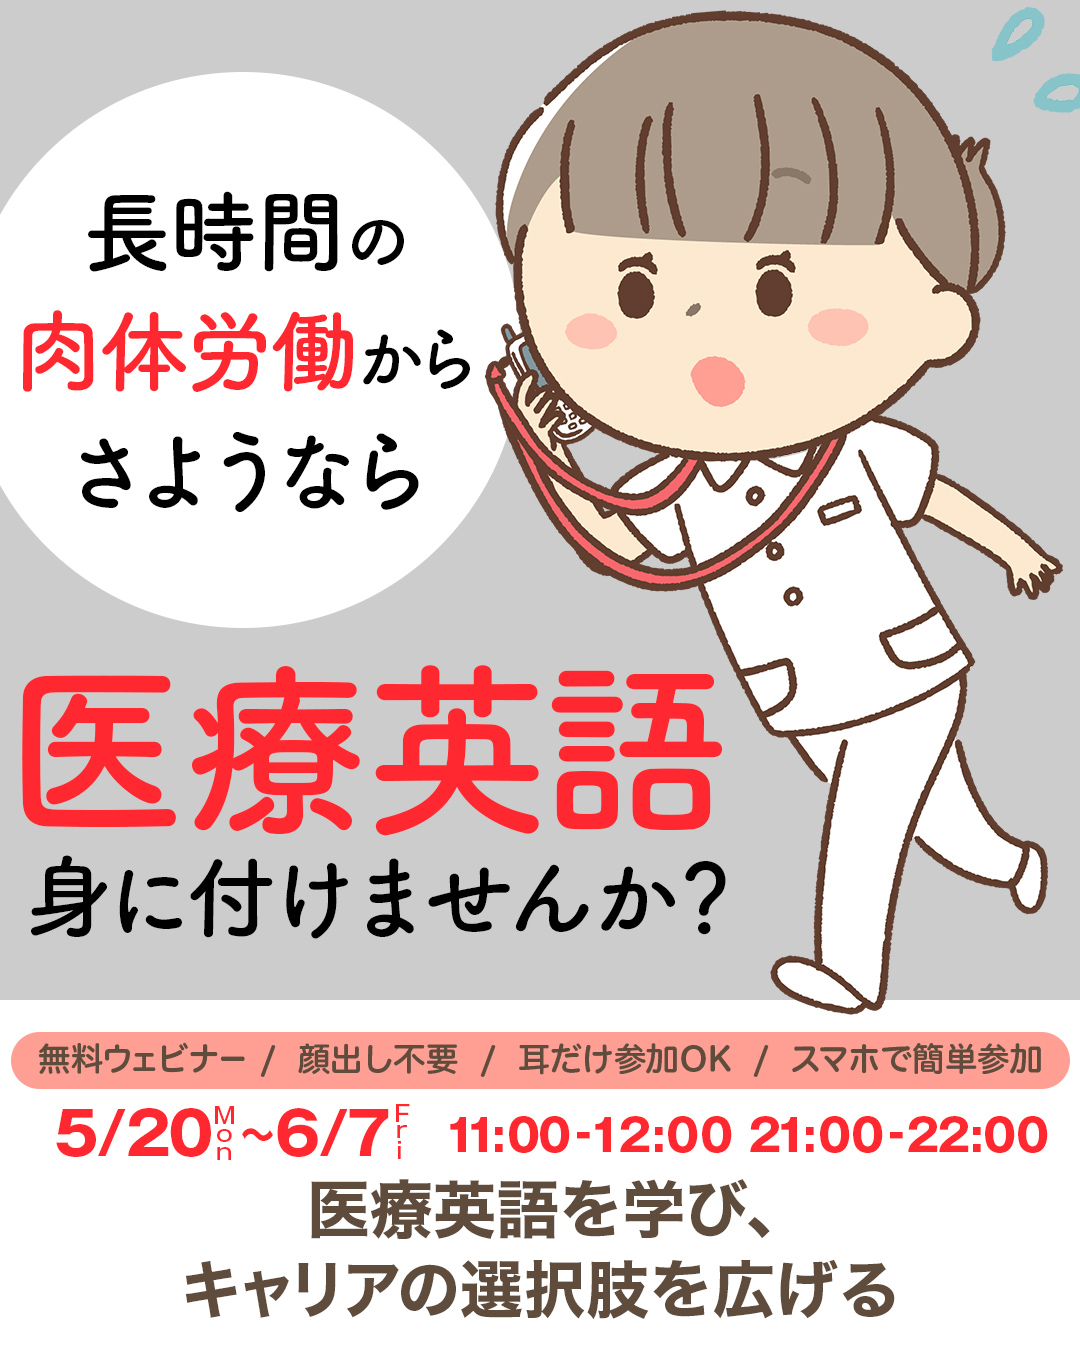 長時間の
肉体労働から
さようなら
医療英語
身に付けませんか?
無料ウェビナー / 顔出し不要 / 耳だけ参加OK / スマホで簡単参加
5/20Mon~6/7Fri 11:00-12:00 21:00-22:00
医療英語を学び、
キャリアの選択肢を広げる